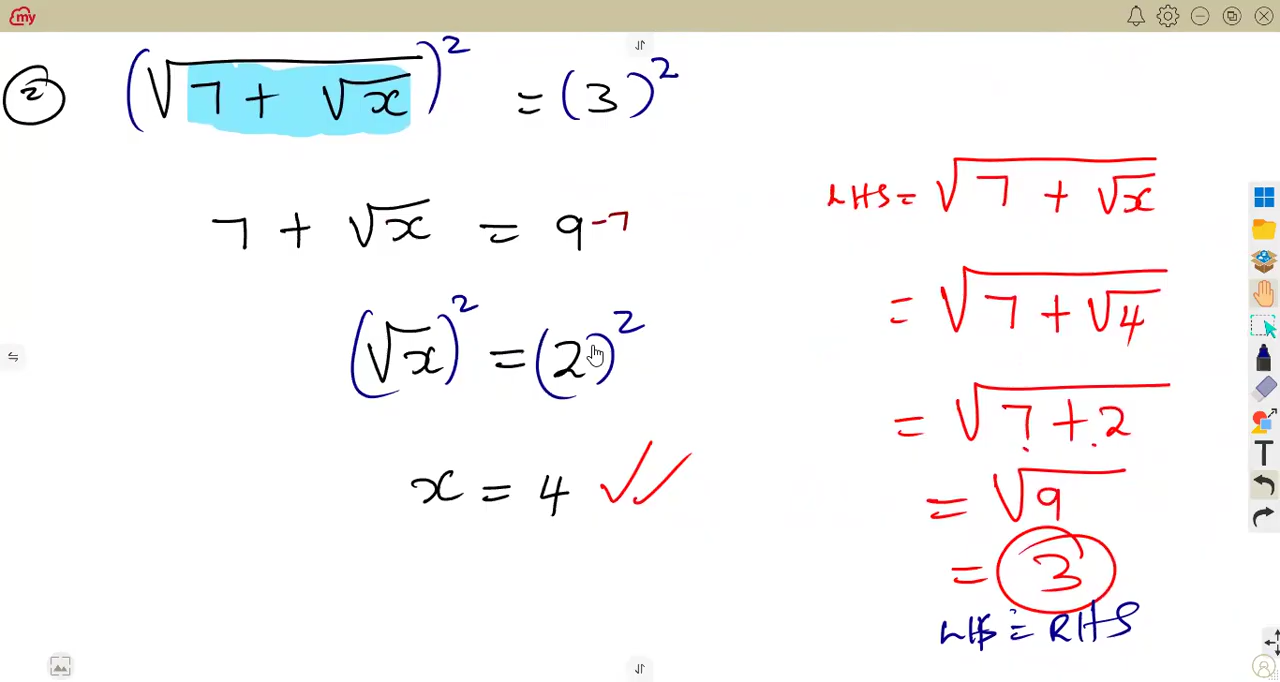 my
② (√(7 + √x))² = (3)²
7 + √x = 9 -7
(√x)² = (2)²
x = 4 ✓✓
LHS = √(7 + √x)
= √(7 + √4)
= √(7 + 2)
= √9
= 3
LHS = RHS
T